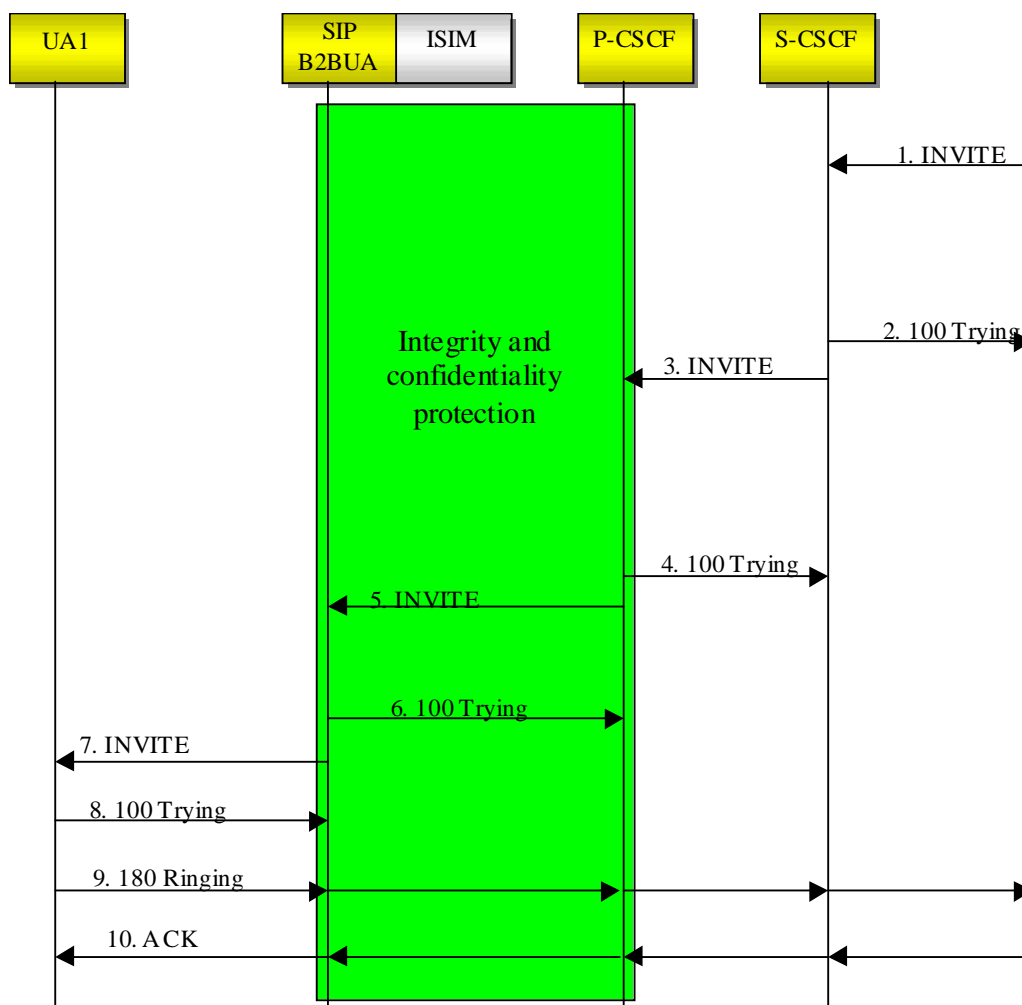 UA1
SIP
B2BUA
ISIM
P-CSCF
S-CSCF
1. INVITE
2. 100 Trying
Integrity and
confidentiality
protection
3. INVITE
4. 100 Trying
5. INVITE
6. 100 Trying
7. INVITE
8. 100 Trying
9. 180 Ringing
10. ACK